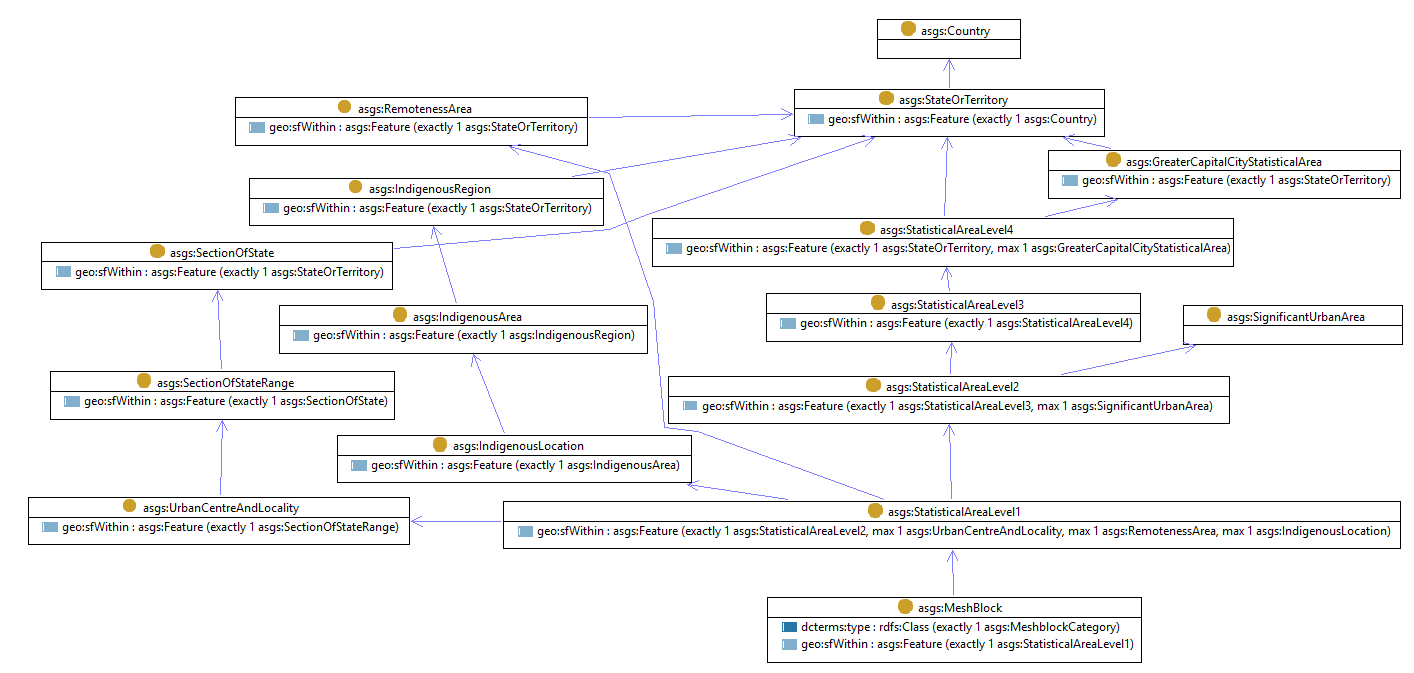 asgs:Country
asgs:StateOrTerritory
geo:sfWithin : asgs:Feature (exactly 1 asgs:Country)
asgs:RemotenessArea
geo:sfWithin : asgs:Feature (exactly 1 asgs:StateOrTerritory)
asgs:GreaterCapitalCityStatisticalArea
geo:sfWithin : asgs:Feature (exactly 1 asgs:StateOrTerritory)
asgs:IndigenousRegion
geo:sfWithin : asgs:Feature (exactly 1 asgs:StateOrTerritory)
asgs:StatisticalAreaLevel4
geo:sfWithin : asgs:Feature (exactly 1 asgs:StateOrTerritory, max 1 asgs:GreaterCapitalCityStatisticalArea)
asgs:SectionOfState
geo:sfWithin : asgs:Feature (exactly 1 asgs:StateOrTerritory)
asgs:StatisticalAreaLevel3
geo:sfWithin : asgs:Feature (exactly 1 asgs:StatisticalAreaLevel4)
asgs:IndigenousArea
geo:sfWithin : asgs:Feature (exactly 1 asgs:IndigenousRegion)
asgs:SignificantUrbanArea
asgs:SectionOfStateRange
geo:sfWithin : asgs:Feature (exactly 1 asgs:SectionOfState)
asgs:StatisticalAreaLevel2
geo:sfWithin : asgs:Feature (exactly 1 asgs:StatisticalAreaLevel3, max 1 asgs:SignificantUrbanArea)
asgs:IndigenousLocation
geo:sfWithin : asgs:Feature (exactly 1 asgs:IndigenousArea)
asgs:UrbanCentreAndLocality
geo:sfWithin : asgs:Feature (exactly 1 asgs:SectionOfStateRange)
asgs:StatisticalAreaLevel1
geo:sfWithin : asgs:Feature (exactly 1 asgs:StatisticalAreaLevel2, max 1 asgs:UrbanCentreAndLocality, max 1 asgs:RemotenessArea, max 1 asgs:IndigenousLocation)
asgs:MeshBlock
dcterms:type : rdfs:Class (exactly 1 asgs:MeshblockCategory)
geo:sfWithin : asgs:Feature (exactly 1 asgs:StatisticalAreaLevel1)